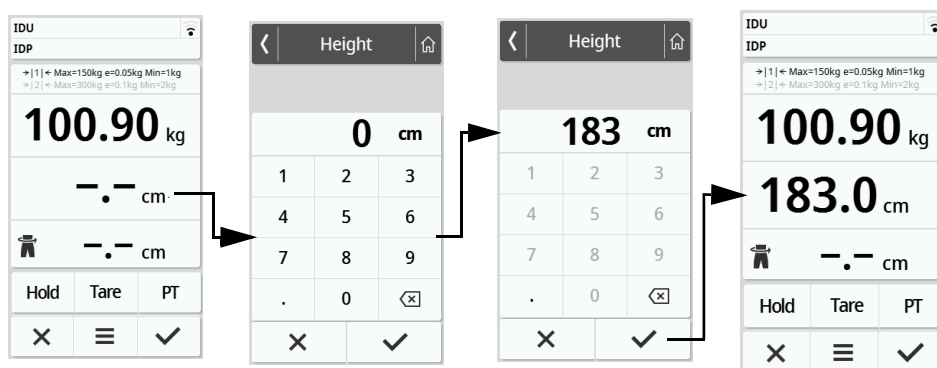 IDU
IDP
→|1|← Max=150kg e=0.05kg Min=1kg
→|2|← Max=300kg e=0.1kg Min=2kg
100.90 kg
-.- cm
-.- cm
Hold Tare PT
Height
0 cm
1 2 3
4 5 6
7 8 9
. 0
Height
183 cm
1 2 3
4 5 6
7 8 9
. 0
IDU
IDP
→|1|← Max=150kg e=0.05kg Min=1kg
→|2|← Max=300kg e=0.1kg Min=2kg
100.90 kg
183.0 cm
-.- cm
Hold Tare PT